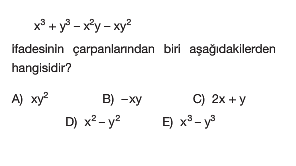 x³ + y³ – x²y – xy²
ifadesinin çarpanlarından biri aşağıdakilerden
hangisidir?
A) xy² B) –xy C) 2x + y
D) x² – y² E) x³ – y³